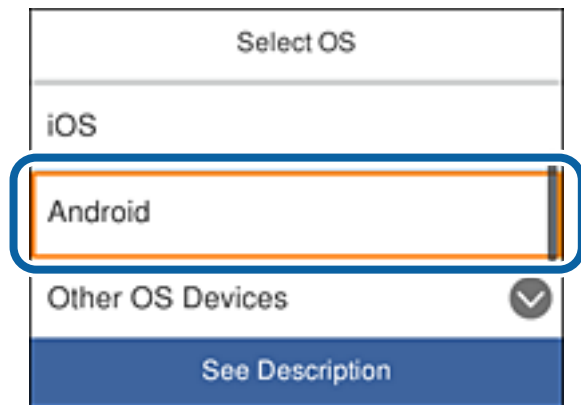 Select OS
iOS
Android
Other OS Devices
See Description